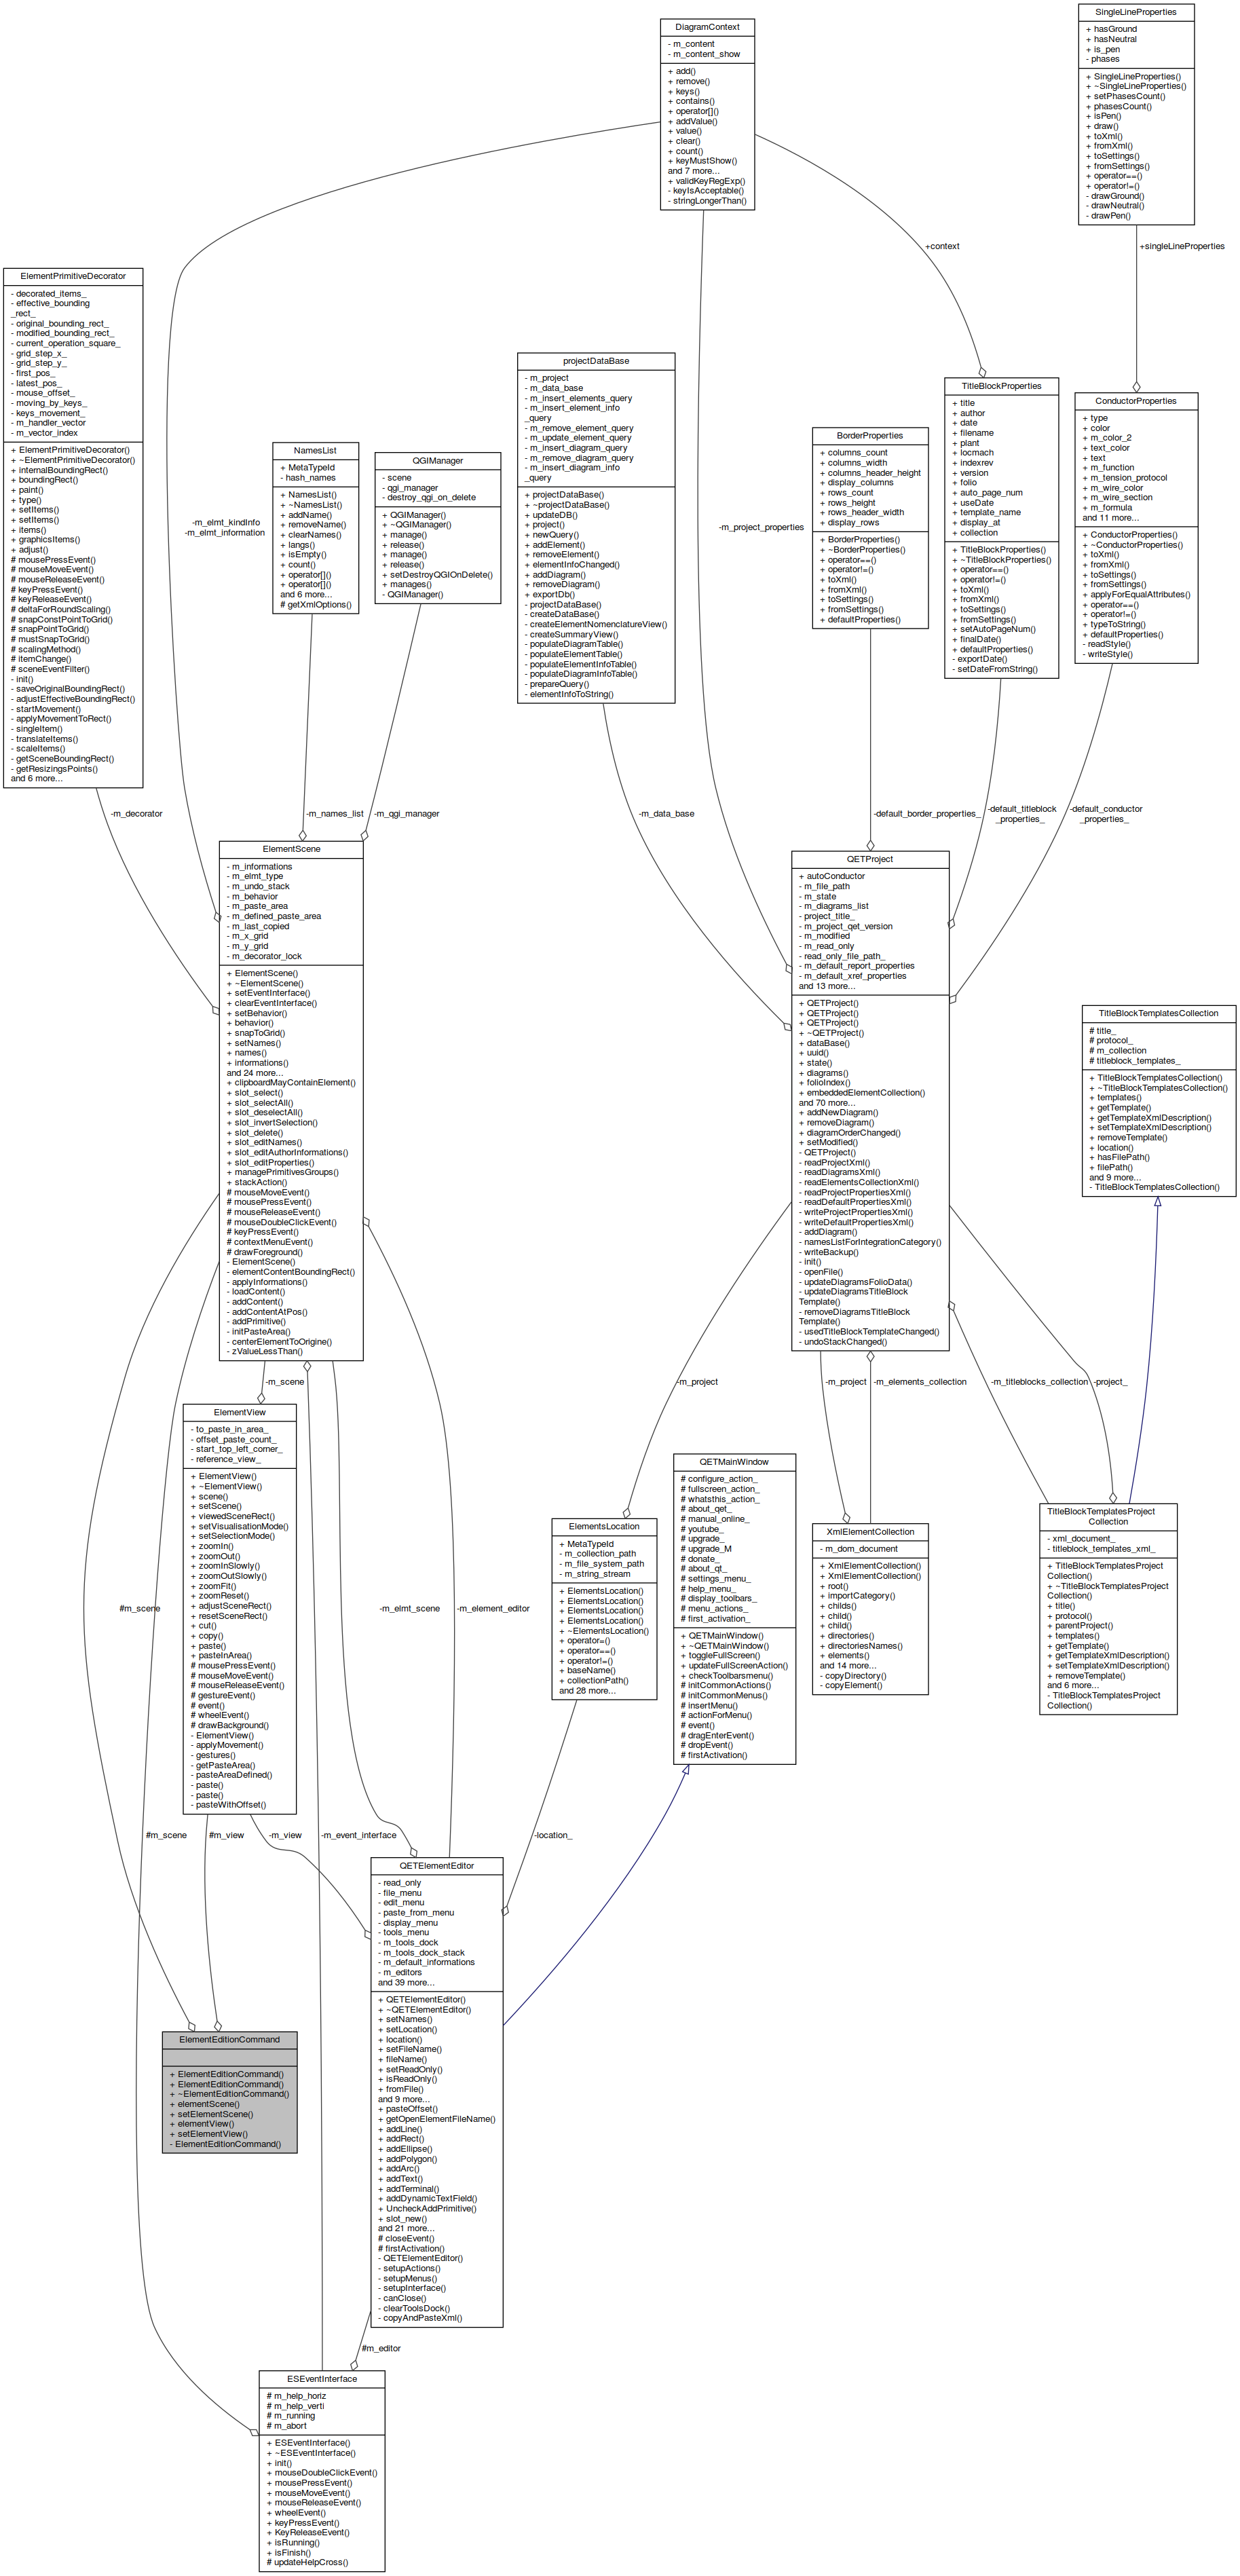 DiagramContext
- m_content
- m_content_show
+ add()
+ remove()
+ keys()
+ contains()
+ operator[]()
+ addValue()
+ value()
+ clear()
+ count()
+ keyMustShow()
and 7 more...
+ validKeyRegExp()
- keyIsAcceptable()
- stringLongerThan()
SingleLineProperties
+ hasGround
+ hasNeutral
+ is_pen
- phases
+ SingleLineProperties()
+ ~SingleLineProperties()
+ setPhasesCount()
+ phasesCount()
+ isPen()
+ draw()
+ toXml()
+ fromXml()
+ toSettings()
+ fromSettings()
+ operator==()
+ operator!=()
- drawGround()
- drawNeutral()
- drawPen()
+context
+singleLineProperties
ElementPrimitiveDecorator
- decorated_items_
- effective_bounding
_rect_
- original_bounding_rect_
- modified_bounding_rect_
- current_operation_square_
- grid_step_x_
- grid_step_y_
- first_pos_
- latest_pos_
- mouse_offset_
- moving_by_keys_
- keys_movement_
- m_handler_vector
- m_vector_index
+ ElementPrimitiveDecorator()
+ ~ElementPrimitiveDecorator()
+ internalBoundingRect()
+ boundingRect()
+ paint()
+ type()
+ setItems()
+ setItems()
+ items()
+ graphicsItems()
+ adjust()
# mousePressEvent()
# mouseMoveEvent()
# mouseReleaseEvent()
# keyPressEvent()
# keyReleaseEvent()
# deltaForRoundScaling()
# snapConstPointToGrid()
# snapPointToGrid()
# mustSnapToGrid()
# scalingMethod()
# itemChange()
# sceneEventFilter()
- init()
- saveOriginalBoundingRect()
- adjustEffectiveBoundingRect()
- startMovement()
- applyMovementToRect()
- singleItem()
- translateItems()
- scaleItems()
- getSceneBoundingRect()
- getResizingsPoints()
and 6 more...
-m_elmt_kindInfo
-m_elmt_information
NamesList
+ MetaTypeId
- hash_names
+ NamesList()
+ ~NamesList()
+ addName()
+ removeName()
+ clearNames()
+ langs()
+ isEmpty()
+ count()
+ operator[]()
+ operator[]()
and 6 more...
# getXmlOptions()
QGIManager
- scene
- qgi_manager
- destroy_qgi_on_delete
+ QGIManager()
+ ~QGIManager()
+ manage()
+ release()
+ manage()
+ release()
+ setDestroyQGIOnDelete()
+ manages()
- QGIManager()
projectDataBase
- m_project
- m_data_base
- m_insert_elements_query
- m_insert_element_info
_query
- m_remove_element_query
- m_update_element_query
- m_insert_diagram_query
- m_remove_diagram_query
- m_insert_diagram_info
_query
+ projectDataBase()
+ ~projectDataBase()
+ updateDB()
+ project()
+ newQuery()
+ addElement()
+ removeElement()
+ elementInfoChanged()
+ addDiagram()
+ removeDiagram()
+ exportDb()
- projectDataBase()
- createDataBase()
- createElementNomenclatureView()
- createSummaryView()
- populateDiagramTable()
- populateElementTable()
- populateElementInfoTable()
- populateDiagramInfoTable()
- prepareQuery()
- elementInfoToString()
-m_project_properties
BorderProperties
+ columns_count
+ columns_width
+ columns_header_height
+ display_columns
+ rows_count
+ rows_height
+ rows_header_width
+ display_rows
+ BorderProperties()
+ ~BorderProperties()
+ operator==()
+ operator!=()
+ toXml()
+ fromXml()
+ toSettings()
+ fromSettings()
+ defaultProperties()
TitleBlockProperties
+ title
+ author
+ date
+ filename
+ plant
+ locmach
+ indexrev
+ version
+ folio
+ auto_page_num
+ useDate
+ template_name
+ display_at
+ collection
+ TitleBlockProperties()
+ ~TitleBlockProperties()
+ operator==()
+ operator!=()
+ toXml()
+ fromXml()
+ toSettings()
+ fromSettings()
+ setAutoPageNum()
+ finalDate()
+ defaultProperties()
- exportDate()
- setDateFromString()
ConductorProperties
+ type
+ color
+ m_color_2
+ text_color
+ text
+ m_function
+ m_tension_protocol
+ m_wire_color
+ m_wire_section
+ m_formula
and 11 more...
+ ConductorProperties()
+ ~ConductorProperties()
+ toXml()
+ fromXml()
+ toSettings()
+ fromSettings()
+ applyForEqualAttributes()
+ operator==()
+ operator!=()
+ typeToString()
+ defaultProperties()
- readStyle()
- writeStyle()
-m_decorator
-m_names_list
-m_qgi_manager
-m_data_base
-default_border_properties_
-default_titleblock
_properties_
-default_conductor
_properties_
ElementScene
- m_informations
- m_elmt_type
- m_undo_stack
- m_behavior
- m_paste_area
- m_defined_paste_area
- m_last_copied
- m_x_grid
- m_y_grid
- m_decorator_lock
+ ElementScene()
+ ~ElementScene()
+ setEventInterface()
+ clearEventInterface()
+ setBehavior()
+ behavior()
+ snapToGrid()
+ setNames()
+ names()
+ informations()
and 24 more...
+ clipboardMayContainElement()
+ slot_select()
+ slot_selectAll()
+ slot_deselectAll()
+ slot_invertSelection()
+ slot_delete()
+ slot_editNames()
+ slot_editAuthorInformations()
+ slot_editProperties()
+ managePrimitivesGroups()
+ stackAction()
# mouseMoveEvent()
# mousePressEvent()
# mouseReleaseEvent()
# mouseDoubleClickEvent()
# keyPressEvent()
# contextMenuEvent()
# drawForeground()
- ElementScene()
- elementContentBoundingRect()
- applyInformations()
- loadContent()
- addContent()
- addContentAtPos()
- addPrimitive()
- initPasteArea()
- centerElementToOrigine()
- zValueLessThan()
QETProject
+ autoConductor
- m_file_path
- m_state
- m_diagrams_list
- project_title_
- m_project_qet_version
- m_modified
- m_read_only
- read_only_file_path_
- m_default_report_properties
- m_default_xref_properties
and 13 more...
+ QETProject()
+ QETProject()
+ QETProject()
+ ~QETProject()
+ dataBase()
+ uuid()
+ state()
+ diagrams()
+ folioIndex()
+ embeddedElementCollection()
and 70 more...
+ addNewDiagram()
+ removeDiagram()
+ diagramOrderChanged()
+ setModified()
- QETProject()
- readProjectXml()
- readDiagramsXml()
- readElementsCollectionXml()
- readProjectPropertiesXml()
- readDefaultPropertiesXml()
- writeProjectPropertiesXml()
- writeDefaultPropertiesXml()
- addDiagram()
- namesListForIntegrationCategory()
- writeBackup()
- init()
- openFile()
- updateDiagramsFolioData()
- updateDiagramsTitleBlock
Template()
- removeDiagramsTitleBlock
Template()
- usedTitleBlockTemplateChanged()
- undoStackChanged()
TitleBlockTemplatesCollection
# title_
# protocol_
# m_collection
# titleblock_templates_
+ TitleBlockTemplatesCollection()
+ ~TitleBlockTemplatesCollection()
+ templates()
+ getTemplate()
+ getTemplateXmlDescription()
+ setTemplateXmlDescription()
+ removeTemplate()
+ location()
+ hasFilePath()
+ filePath()
and 9 more...
- TitleBlockTemplatesCollection()
-m_scene
-m_project
-m_project
-m_elements_collection
-m_titleblocks_collection
-project_
ElementView
- to_paste_in_area_
- offset_paste_count_
- start_top_left_corner_
- reference_view_
+ ElementView()
+ ~ElementView()
+ scene()
+ setScene()
+ viewedSceneRect()
+ setVisualisationMode()
+ setSelectionMode()
+ zoomIn()
+ zoomOut()
+ zoomInSlowly()
+ zoomOutSlowly()
+ zoomFit()
+ zoomReset()
+ adjustSceneRect()
+ resetSceneRect()
+ cut()
+ copy()
+ paste()
+ pasteInArea()
# mousePressEvent()
# mouseMoveEvent()
# mouseReleaseEvent()
# gestureEvent()
# event()
# wheelEvent()
# drawBackground()
- ElementView()
- applyMovement()
- gestures()
- getPasteArea()
- pasteAreaDefined()
- paste()
- paste()
- pasteWithOffset()
#m_scene
-m_elmt_scene
-m_element_editor
ElementsLocation
+ MetaTypeId
- m_collection_path
- m_file_system_path
- m_string_stream
+ ElementsLocation()
+ ElementsLocation()
+ ElementsLocation()
+ ElementsLocation()
+ ~ElementsLocation()
+ operator=()
+ operator==()
+ operator!=()
+ baseName()
+ collectionPath()
and 28 more...
QETMainWindow
# configure_action_
# fullscreen_action_
# whatsthis_action_
# about_qet_
# manual_online_
# youtube_
# upgrade_
# upgrade_M
# donate_
# about_qt_
# settings_menu_
# help_menu_
# display_toolbars_
# menu_actions_
# first_activation_
+ QETMainWindow()
+ ~QETMainWindow()
+ toggleFullScreen()
+ updateFullScreenAction()
+ checkToolbarsmenu()
# initCommonActions()
# initCommonMenus()
# insertMenu()
# actionForMenu()
# event()
# dragEnterEvent()
# dropEvent()
# firstActivation()
XmlElementCollection
- m_dom_document
+ XmlElementCollection()
+ XmlElementCollection()
+ root()
+ importCategory()
+ childs()
+ child()
+ child()
+ directories()
+ directoriesNames()
+ elements()
and 14 more...
- copyDirectory()
- copyElement()
TitleBlockTemplatesProject
Collection
- xml_document_
- titleblock_templates_xml_
+ TitleBlockTemplatesProject
Collection()
+ ~TitleBlockTemplatesProject
Collection()
+ title()
+ protocol()
+ parentProject()
+ templates()
+ getTemplate()
+ getTemplateXmlDescription()
+ setTemplateXmlDescription()
+ removeTemplate()
and 6 more...
- TitleBlockTemplatesProject
Collection()
#m_scene
#m_view
-m_view
-m_event_interface
-location_
QETElementEditor
- read_only
- file_menu
- edit_menu
- paste_from_menu
- display_menu
- tools_menu
- m_tools_dock
- m_tools_dock_stack
- m_default_informations
- m_editors
and 39 more...
+ QETElementEditor()
+ ~QETElementEditor()
+ setNames()
+ setLocation()
+ location()
+ setFileName()
+ fileName()
+ setReadOnly()
+ isReadOnly()
+ fromFile()
and 9 more...
+ pasteOffset()
+ getOpenElementFileName()
+ addLine()
+ addRect()
+ addEllipse()
+ addPolygon()
+ addArc()
+ addText()
+ addTerminal()
+ addDynamicTextField()
+ UncheckAddPrimitive()
+ slot_new()
and 21 more...
# closeEvent()
# firstActivation()
- QETElementEditor()
- setupActions()
- setupMenus()
- setupInterface()
- canClose()
- clearToolsDock()
- copyAndPasteXml()
ElementEditionCommand
+ ElementEditionCommand()
+ ElementEditionCommand()
+ ~ElementEditionCommand()
+ elementScene()
+ setElementScene()
+ elementView()
+ setElementView()
- ElementEditionCommand()
#m_editor
ESEventInterface
# m_help_horiz
# m_help_verti
# m_running
# m_abort
+ ESEventInterface()
+ ~ESEventInterface()
+ init()
+ mouseDoubleClickEvent()
+ mousePressEvent()
+ mouseMoveEvent()
+ mouseReleaseEvent()
+ wheelEvent()
+ keyPressEvent()
+ KeyReleaseEvent()
+ isRunning()
+ isFinish()
# updateHelpCross()